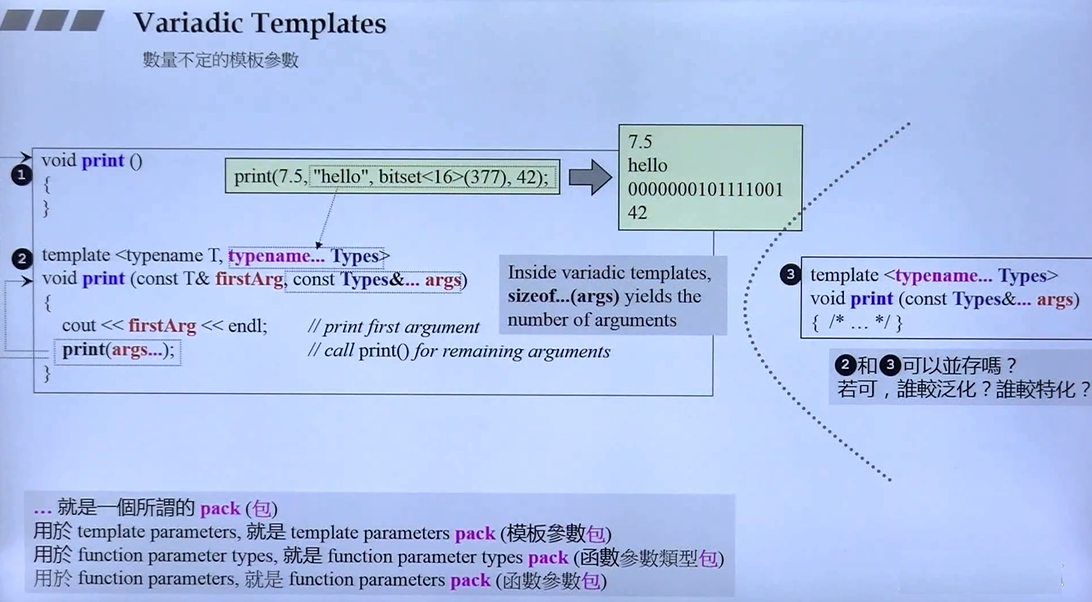 Variadic Templates
數量不定的模板參數
1
void print ()
{
}
print(7.5, "hello", bitset<16>(377), 42);
7.5
hello
0000000101111001
42
2
template <typename T, typename... Types>
void print (const T& firstArg, const Types&... args)
{
cout << firstArg << endl; // print first argument
print(args...); // call print() for remaining arguments
}
Inside variadic templates,
sizeof...(args) yields the
number of arguments
3
template <typename... Types>
void print (const Types&... args)
{ /* … */ }
2和3可以並存嗎？
若可，誰較泛化？誰較特化？
… 就是一個所謂的 pack (包)
用於 template parameters, 就是 template parameters pack (模板參數包)
用於 function parameter types, 就是 function parameter types pack (函數參數類型包)
用於 function parameters, 就是 function parameters pack (函數參數包)